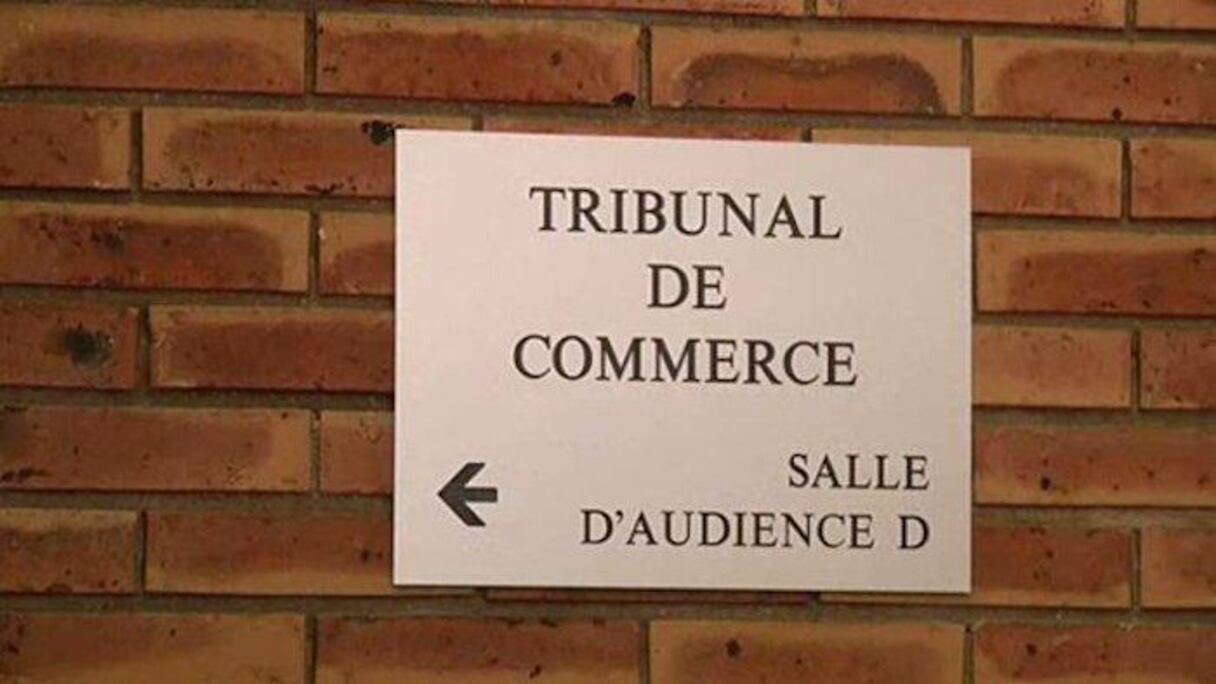 TRIBUNAL
DE
COMMERCE
SALLE
D'AUDIENCE D